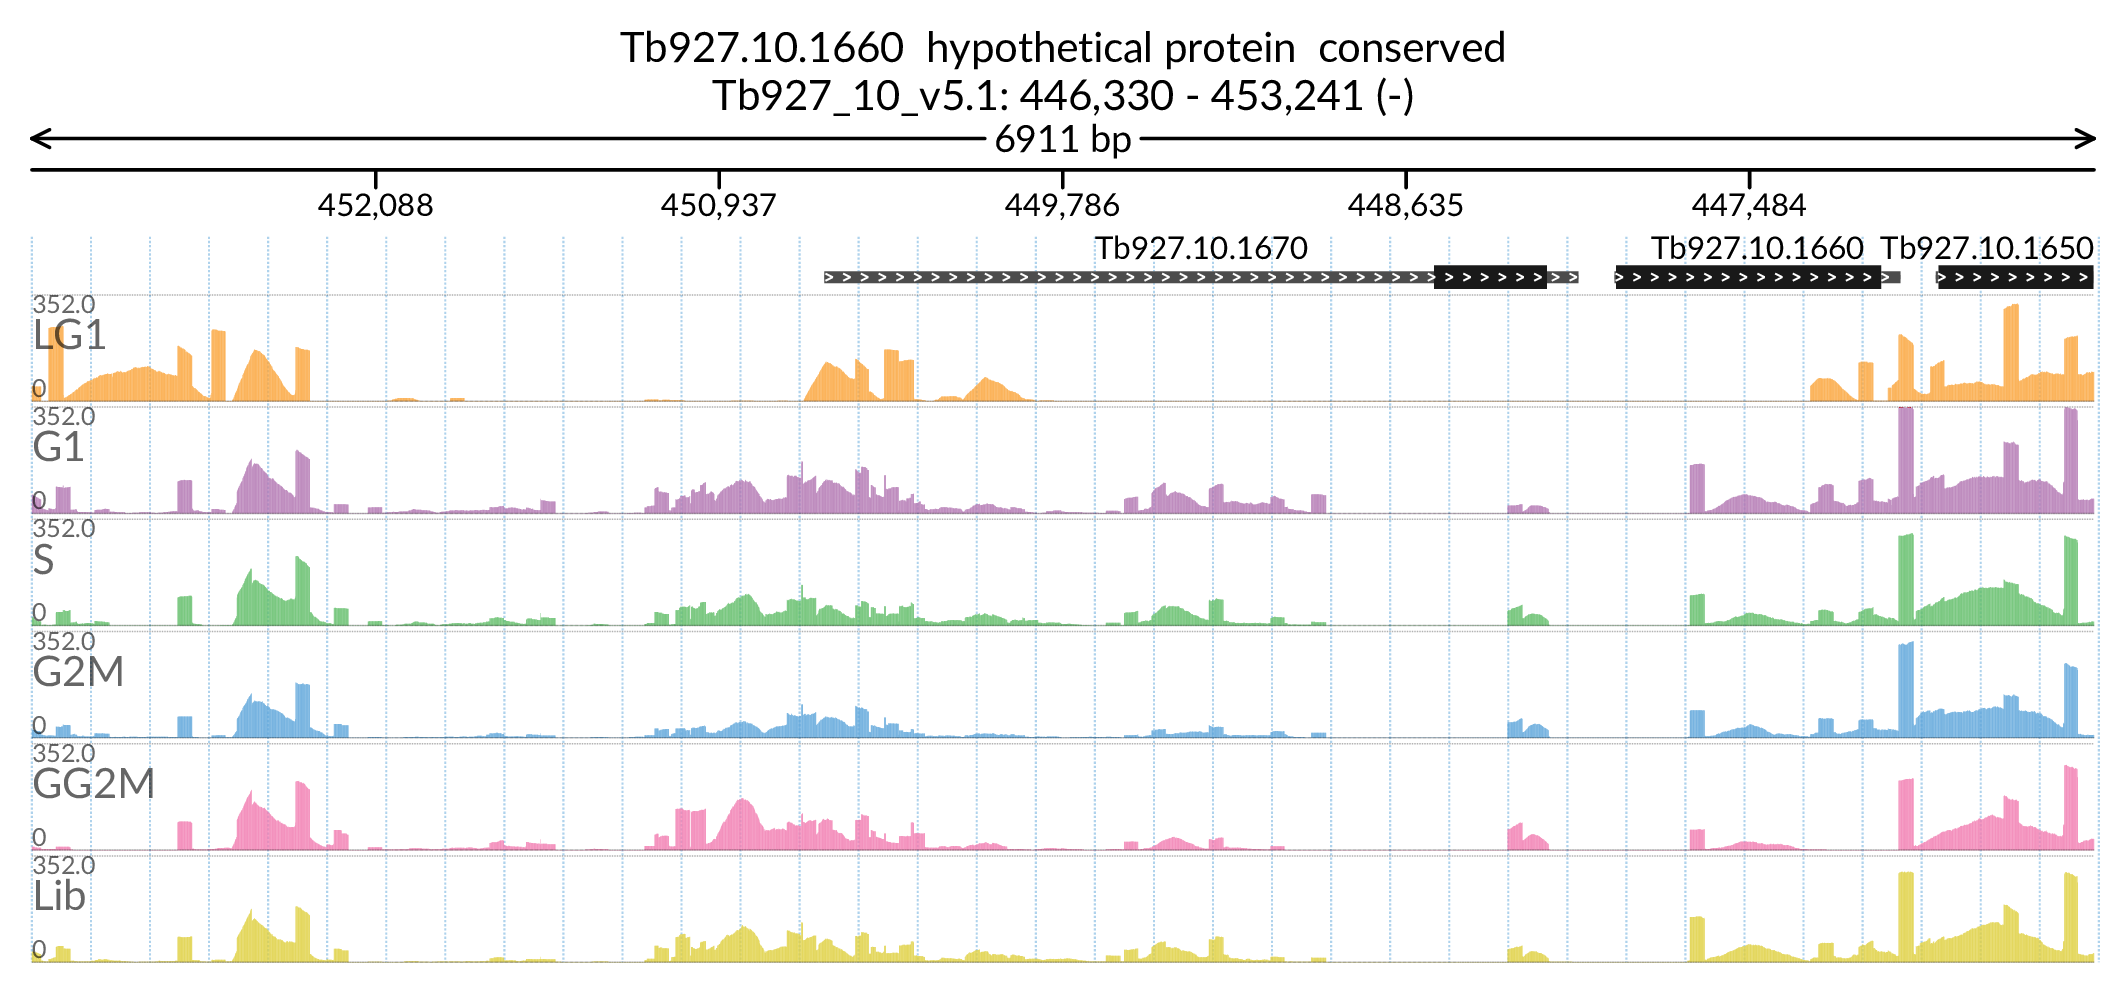 Tb927.10.1660  hypothetical protein  conserved
Tb927_10_v5.1: 446,330 - 453,241 (-)
6911 bp
452,088 450,937 449,786 448,635 447,484
Tb927.10.1670 Tb927.10.1660 Tb927.10.1650
352.0
LG1
0
352.0
G1
0
352.0
S
0
352.0
G2M
0
352.0
GG2M
0
352.0
Lib
0